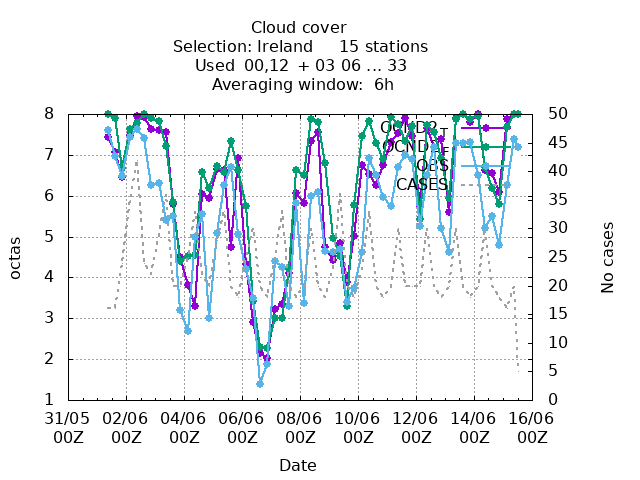 Cloud cover
Selection: Ireland 15 stations
Used 00,12 + 03 06 ... 33
Averaging window: 6h
8
7
6
5
4
3
2
1
octas
50
45
40
35
30
25
20
15
10
5
0
No cases
OBS
CASES
31/05 02/06 04/06 06/06 08/06 10/06 12/06 14/06 16/06
00Z 00Z 00Z 00Z 00Z 00Z 00Z 00Z 00Z
Date